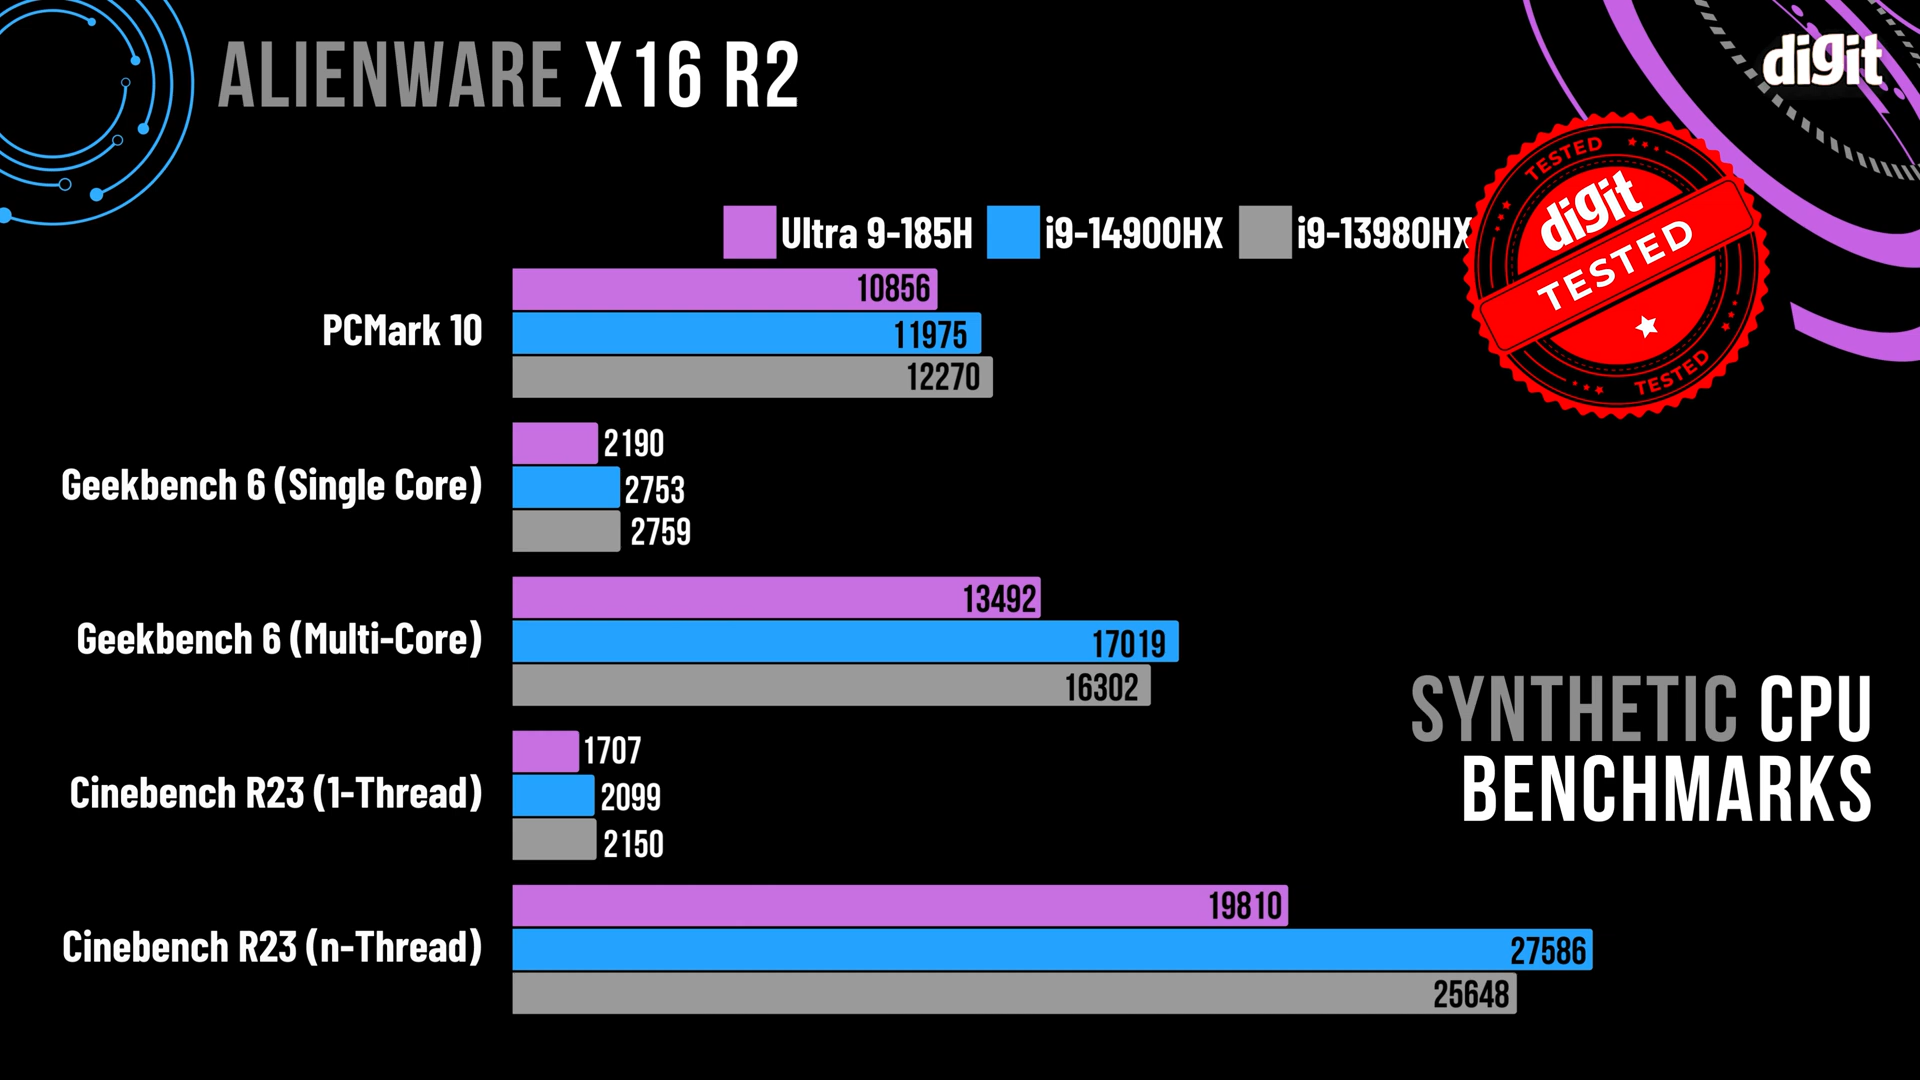 ALIENWARE X16 R2
digit
TESTED
digit
TESTED
TESTED
Ultra 9-185H i9-14900HX i9-13980HX
PCMark 10
10856
11975
12270
Geekbench 6 (Single Core)
2190
2753
2759
Geekbench 6 (Multi-Core)
13492
17019
16302
SYNTHETIC CPU
BENCHMARKS
Cinebench R23 (1-Thread)
1707
2099
2150
Cinebench R23 (n-Thread)
19810
27586
25648